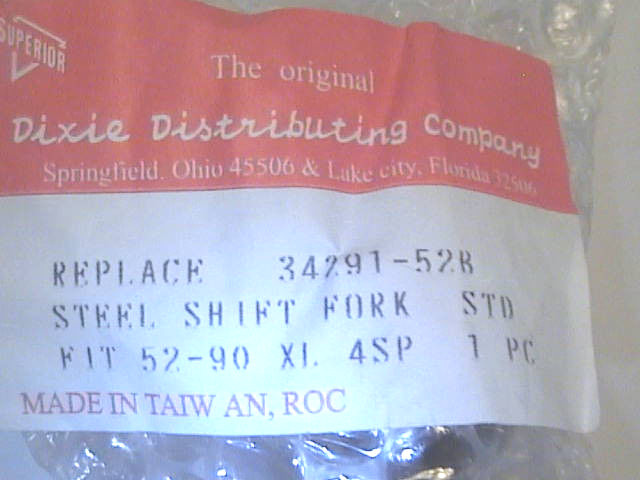 SUPERIOR
The original
Dixie Distributing Company
Springfield. Ohio 45506 & Lake city, Florida 32506
REPLACE 34291-52B
STEEL SHIFT FORK STD
FIT 52-90 XL 4SP 1 PC
MADE IN TAIW AN, ROC